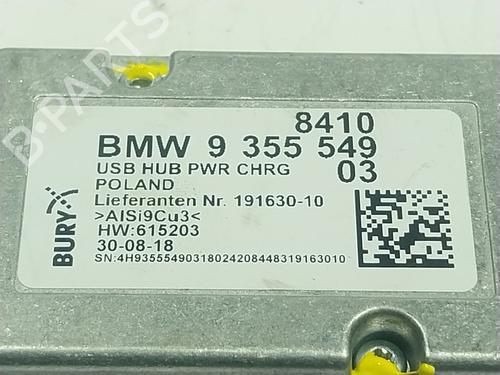 B-PARTS
8410
BMW 9 355 549
USB HUB PWR CHRG 03
POLAND
Lieferanten Nr. 191630-10
>AlSi9Cu3<
HW:615203
30-08-18
SN:4H93555490318024208448319163010
BURY